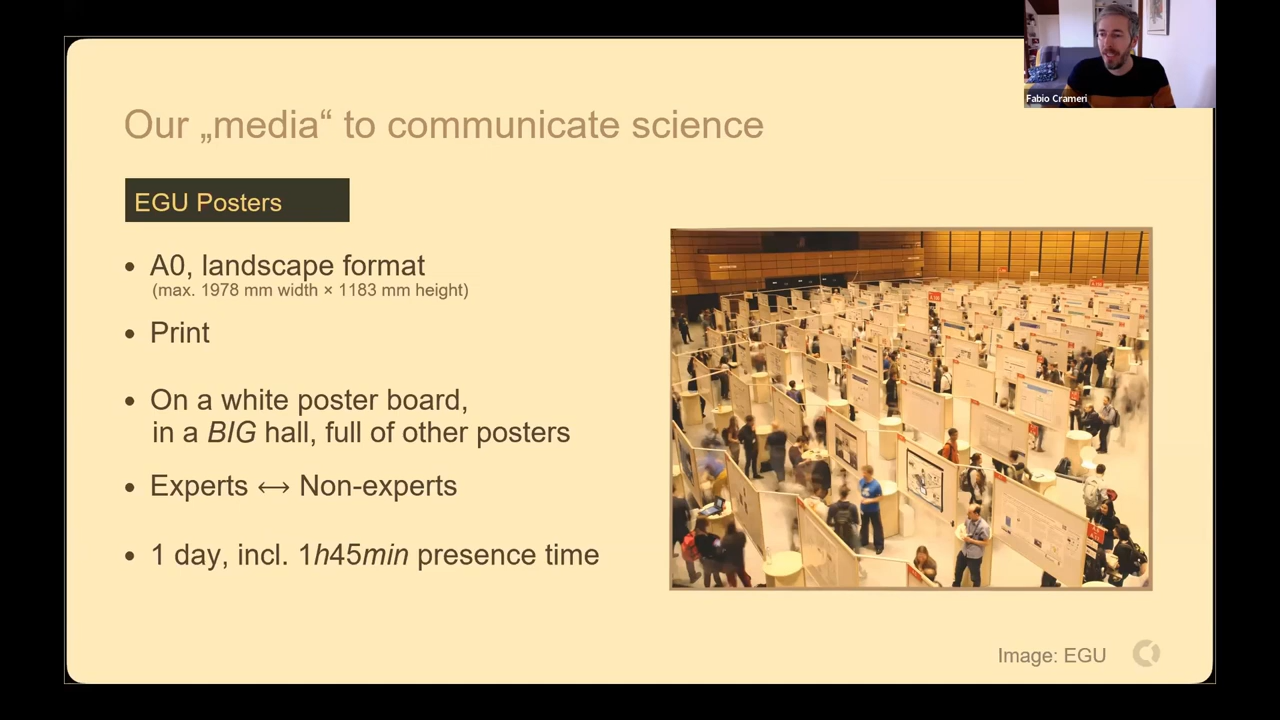 Fabio Crameri
Our „media“ to communicate science
EGU Posters
• A0, landscape format
(max. 1978 mm width × 1183 mm height)
• Print
• On a white poster board,
in a BIG hall, full of other posters
• Experts ⟷ Non-experts
• 1 day, incl. 1h45min presence time
Image: EGU